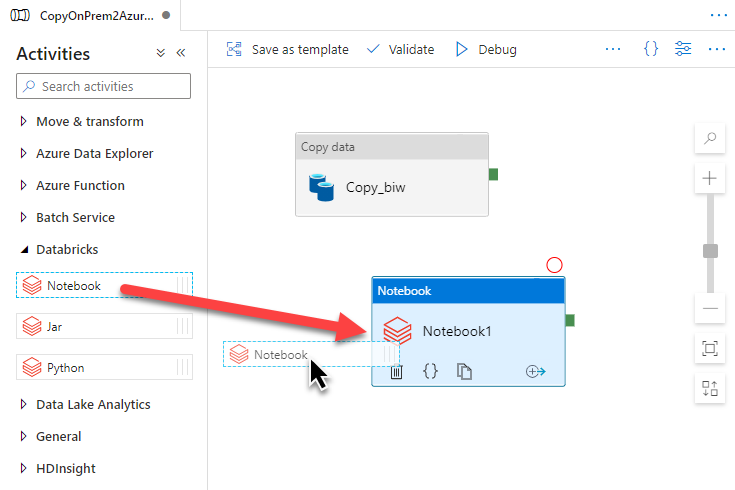 CopyOnPrem2Azur...
Activities
Search activities
Move & transform
Azure Data Explorer
Azure Function
Batch Service
Databricks
Notebook
Jar
Python
Data Lake Analytics
General
HDInsight
Save as template
Validate
Debug
Copy data
Copy_biw
Notebook
Notebook1
Notebook